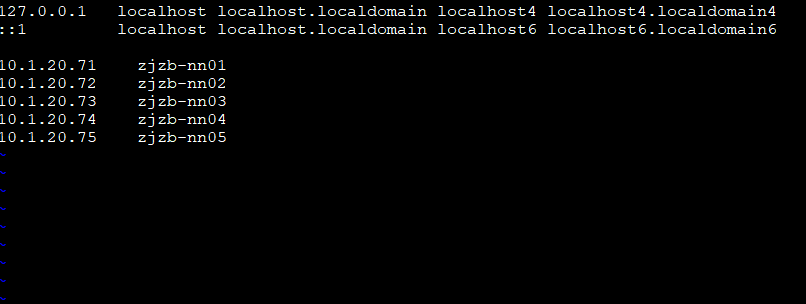 127.0.0.1   localhost localhost.localdomain localhost4 localhost4.localdomain4
::1         localhost localhost.localdomain localhost6 localhost6.localdomain6

10.1.20.71    zjzb-nn01
10.1.20.72    zjzb-nn02
10.1.20.73    zjzb-nn03
10.1.20.74    zjzb-nn04
10.1.20.75    zjzb-nn05
~
~
~
~
~
~
~
~
~